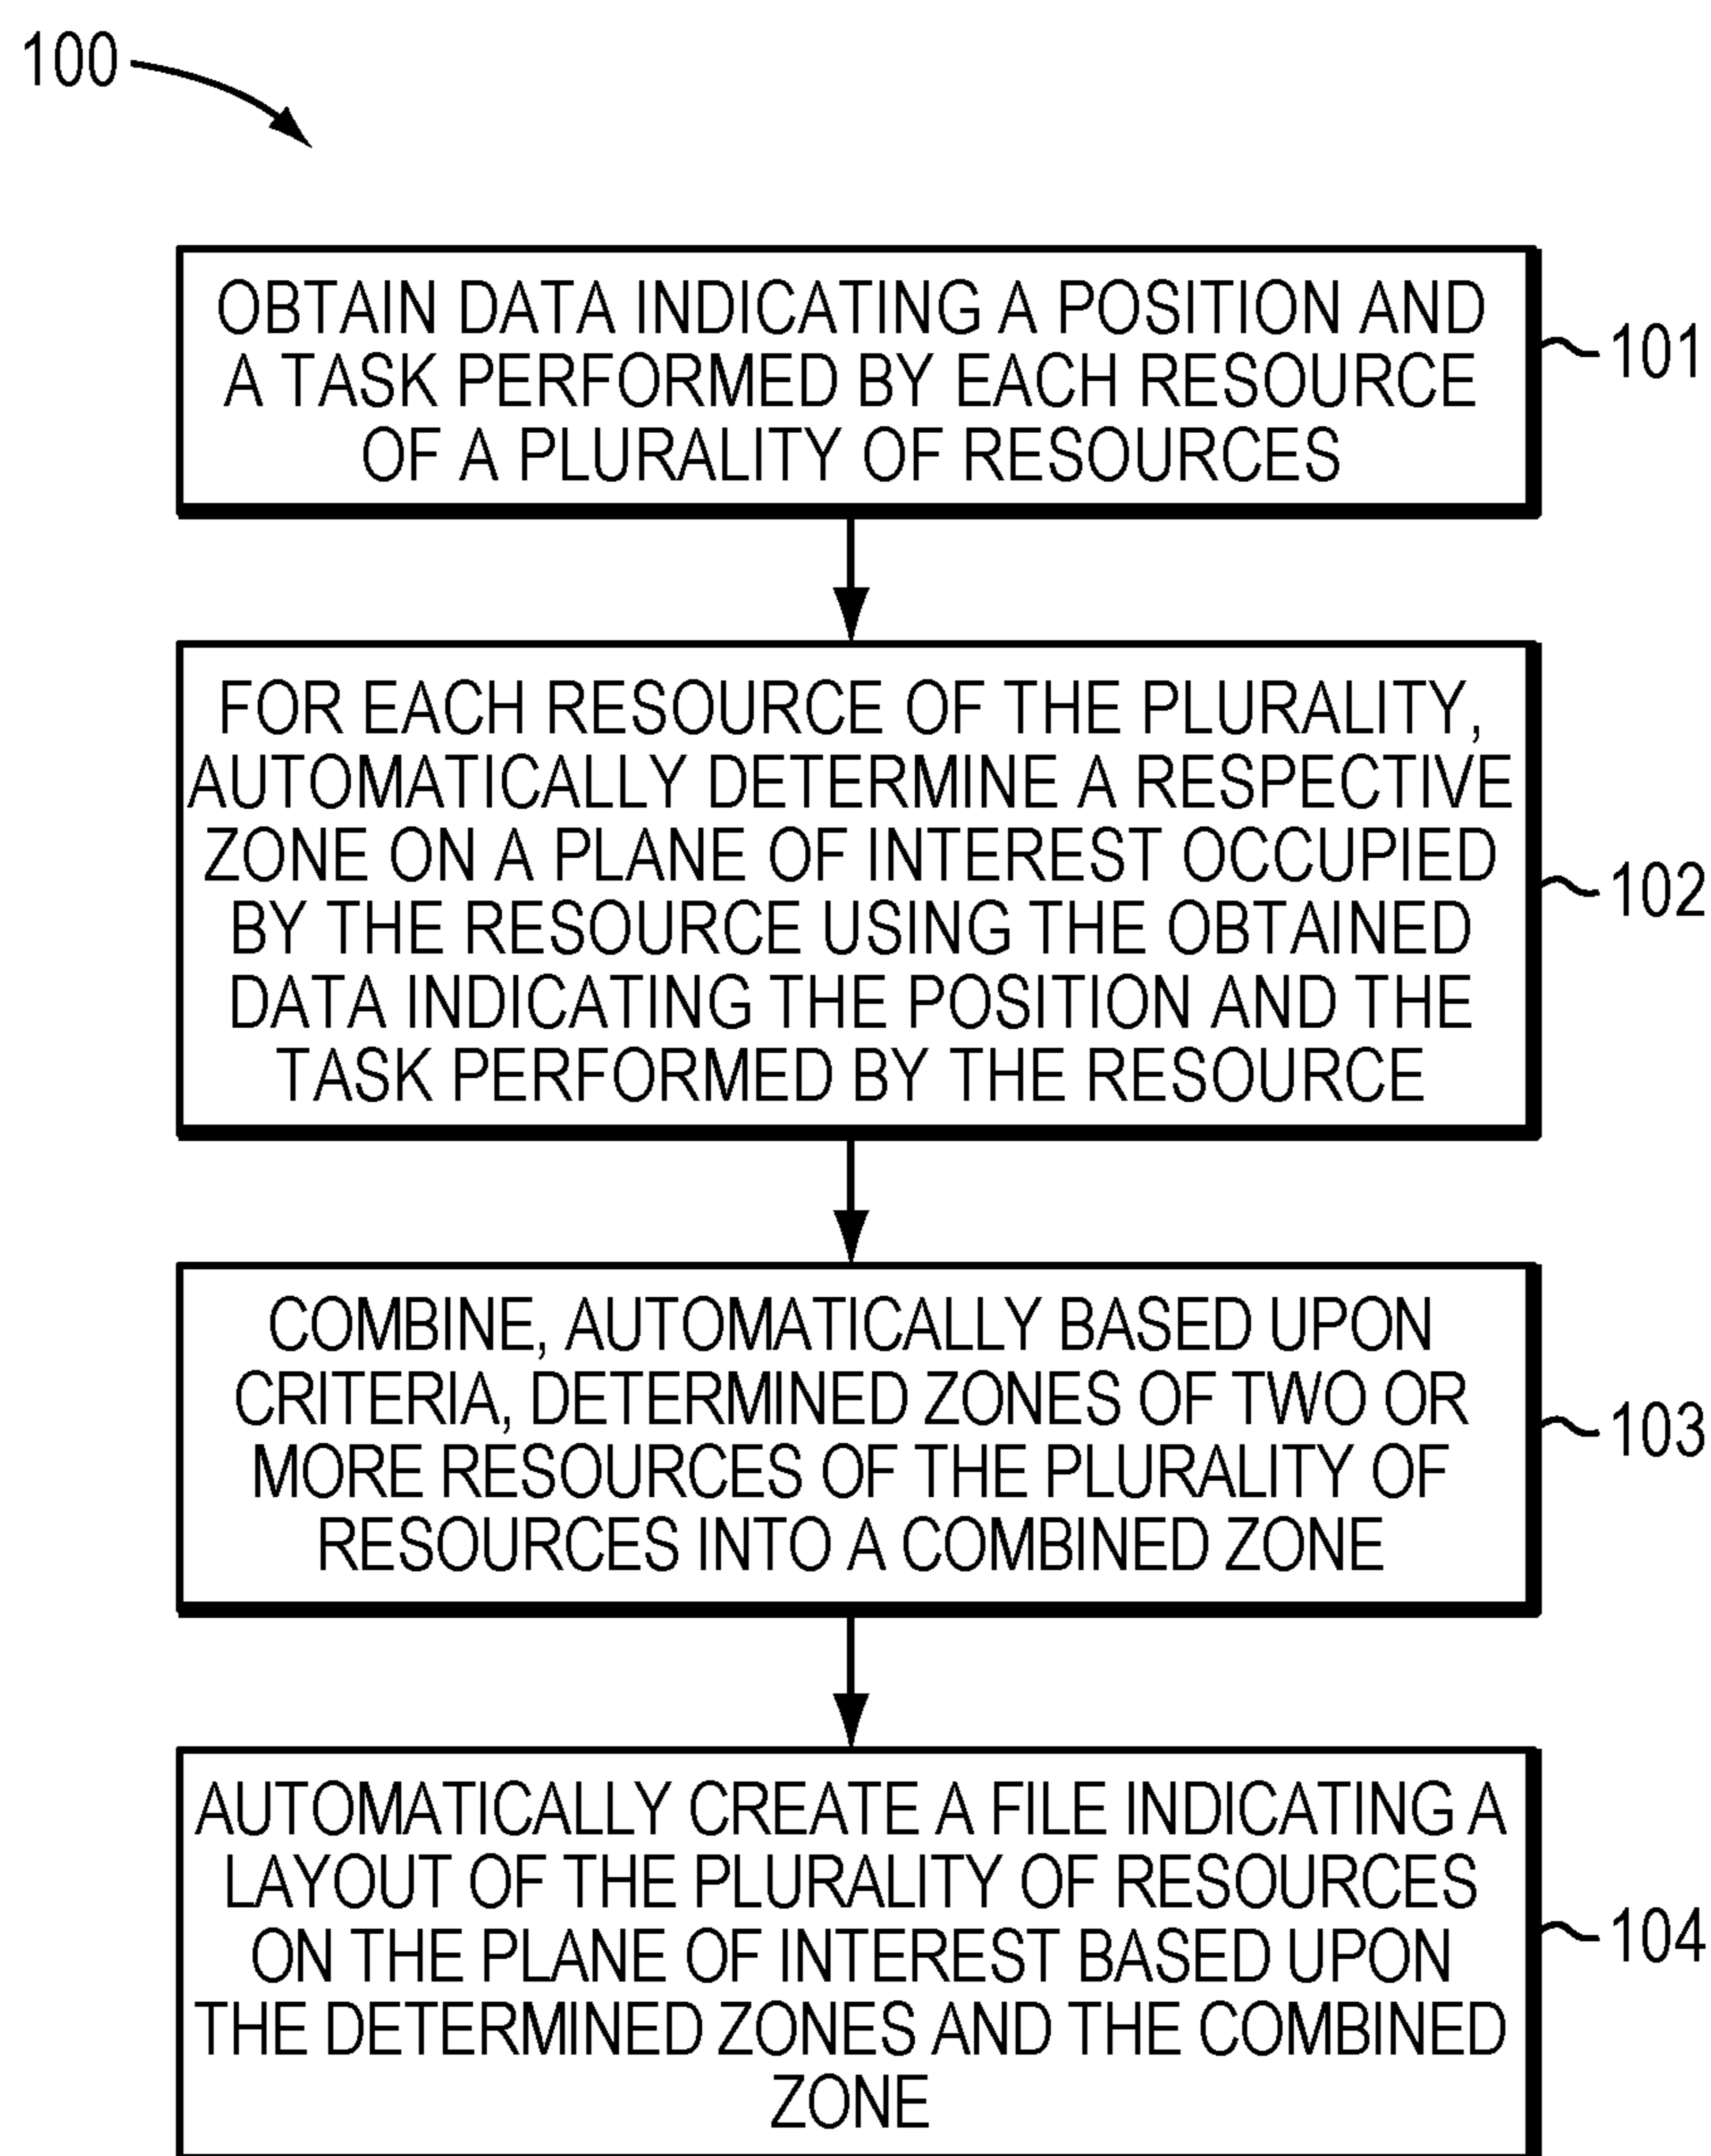 100
OBTAIN DATA INDICATING A POSITION AND
A TASK PERFORMED BY EACH RESOURCE
OF A PLURALITY OF RESOURCES
101
FOR EACH RESOURCE OF THE PLURALITY,
AUTOMATICALLY DETERMINE A RESPECTIVE
ZONE ON A PLANE OF INTEREST OCCUPIED
BY THE RESOURCE USING THE OBTAINED
DATA INDICATING THE POSITION AND THE
TASK PERFORMED BY THE RESOURCE
102
COMBINE, AUTOMATICALLY BASED UPON
CRITERIA, DETERMINED ZONES OF TWO OR
MORE RESOURCES OF THE PLURALITY OF
RESOURCES INTO A COMBINED ZONE
103
AUTOMATICALLY CREATE A FILE INDICATING A
LAYOUT OF THE PLURALITY OF RESOURCES
ON THE PLANE OF INTEREST BASED UPON
THE DETERMINED ZONES AND THE COMBINED
ZONE
104